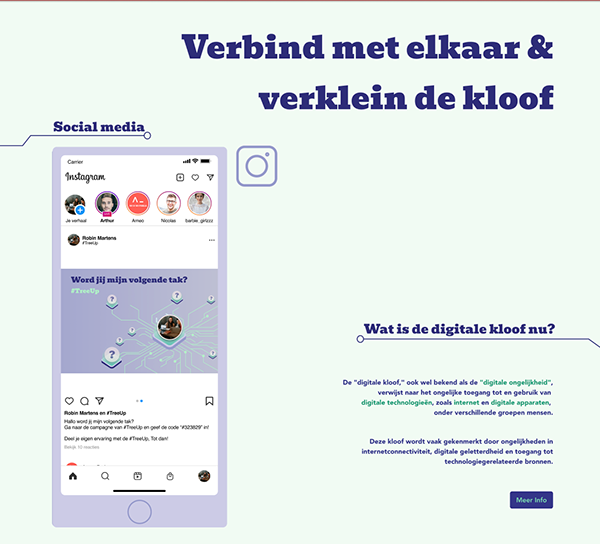 Verbind met elkaar &
verklein de kloof
Social media
Carrier
Instagram
Je verhaal
Arthur
Arneo
Nicolas
barbie_girlzzz
Robin Martens
#TreeUp
Word jij mijn volgende tak?
#TreeUp
?
?
?
?
?
Robin Martens en #TreeUp
Hallo word jij mijn volgende tak?
Ga naar de campagne van #TreeUp en geef de code "#323829" in!
Deel je eigen ervaring met de #TreeUp, Tot dan!
Bekijk 10 reacties
Wat is de digitale kloof nu?
De "digitale kloof," ook wel bekend als de "digitale ongelijkheid",
verwijst naar het ongelijke toegang tot en gebruik van
digitale technologieën, zoals internet en digitale apparaten,
onder verschillende groepen mensen.
Deze kloof wordt vaak gekenmerkt door ongelijkheden in
internetconnectiviteit, digitale geletterdheid en toegang tot
technologiegerelateerde bronnen.
Meer Info